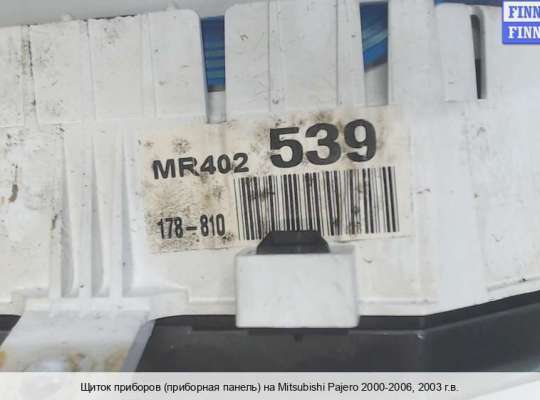 FINN
FINN
MR402 539
178-810
Щиток приборов (приборная панель) на Mitsubishi Pajero 2000-2006, 2003 г.в.